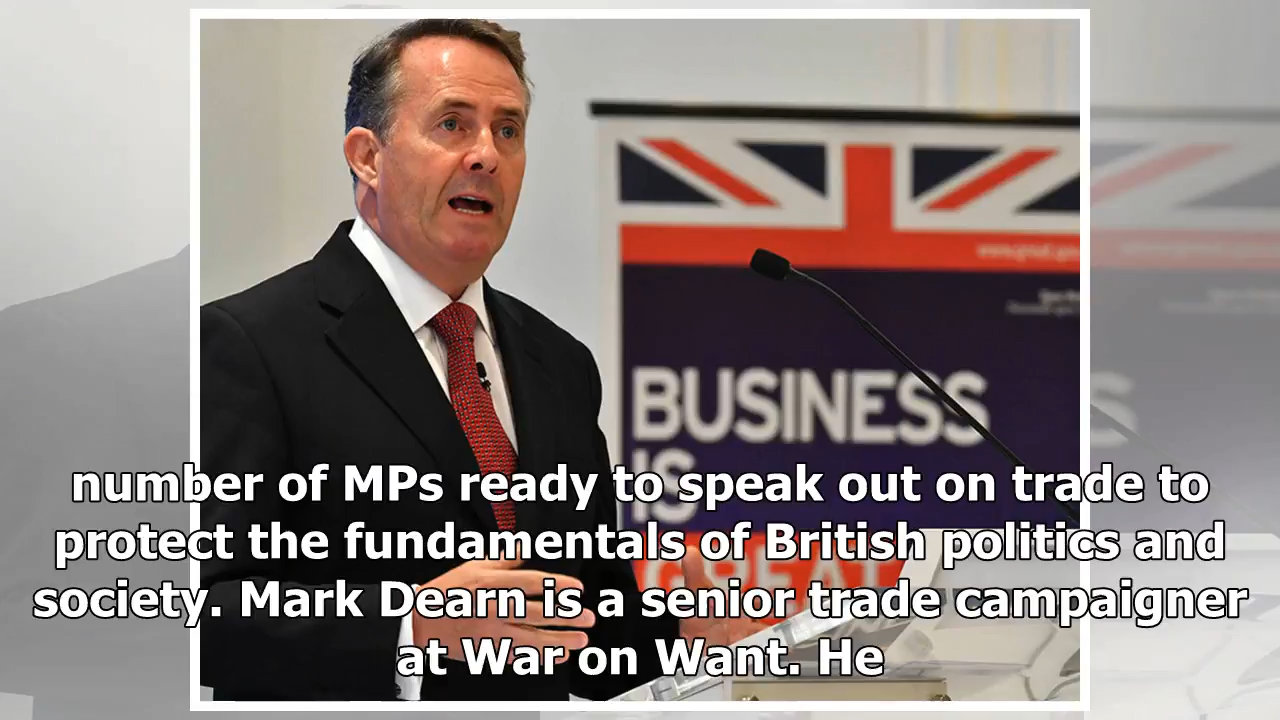 BUSINESS
IS
GREAT
number of MPs ready to speak out on trade to
protect the fundamentals of British politics and
society. Mark Dearn is a senior trade campaigner
at War on Want. He